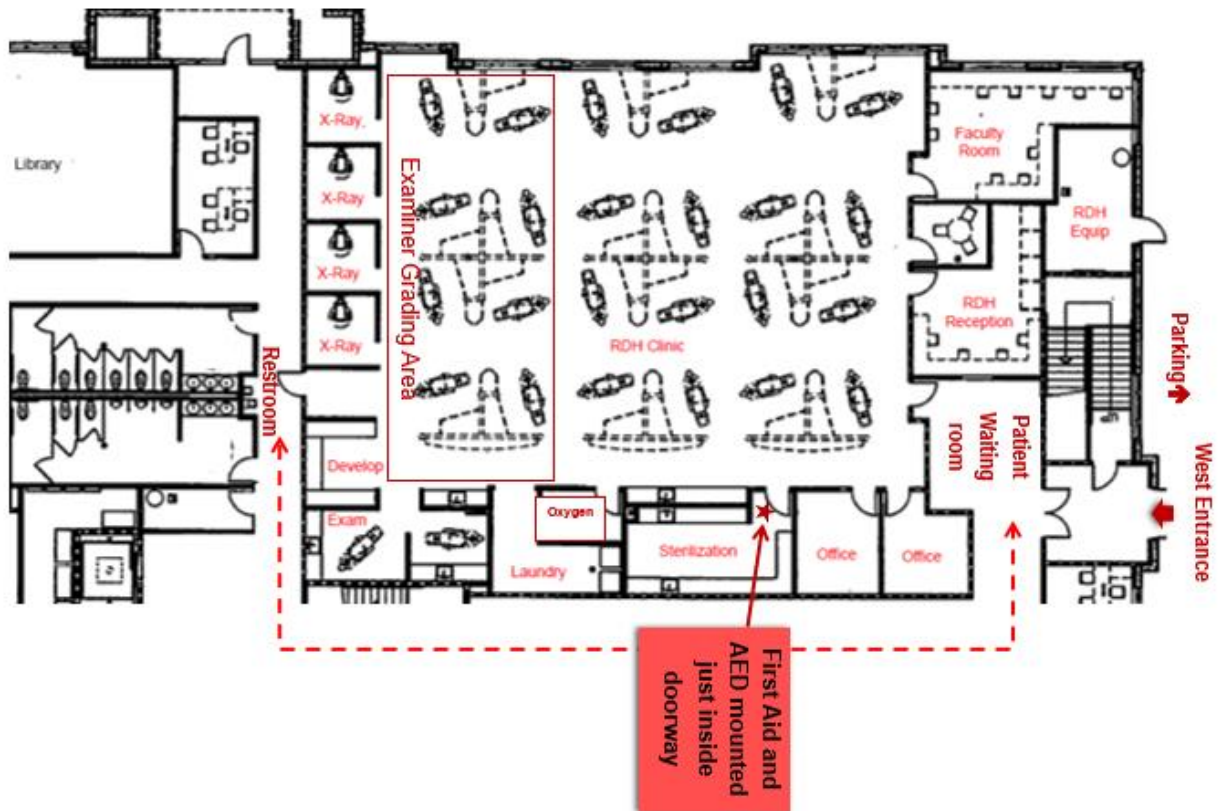 X-Ray
X-Ray
X-Ray
X-Ray
Library
Examiner Grading Area
Faculty
Room
RDH
Equip
RDH
Reception
RDH Clinic
Restroom
Develop
Exam
Oxygen
Laundry
Sterilization
Office
Office
Patient
Waiting
room
Parking
West Entrance
First Aid and
AED mounted
just inside
doorway